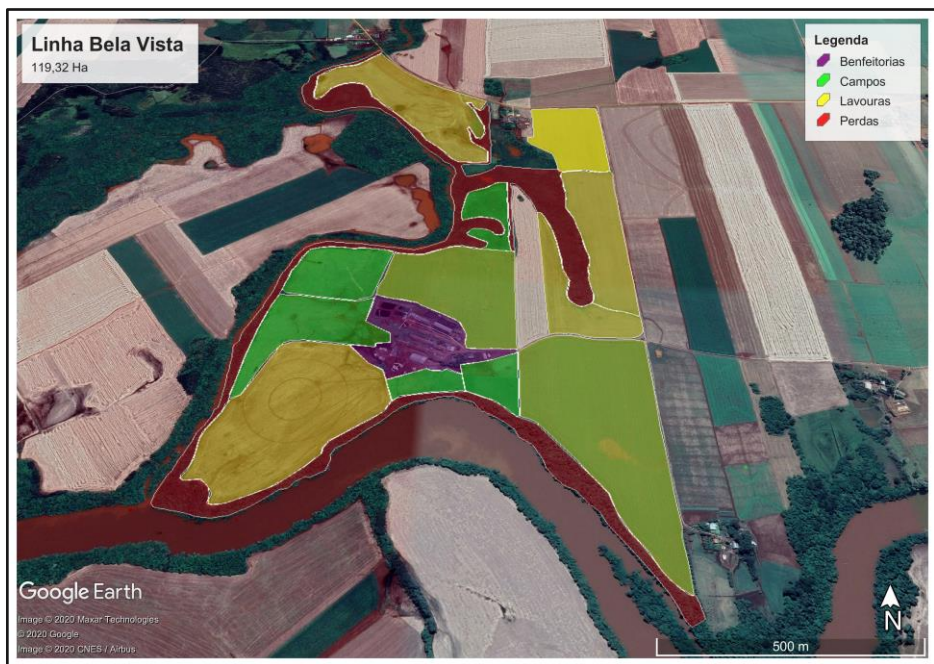 Linha Bela Vista
119,32 Ha
Legenda
Benfeitorias
Campos
Lavouras
Perdas
Google Earth
Image © 2020 Maxar Technologies
© 2020 Google
Image © 2020 CNES / Airbus
N
500 m